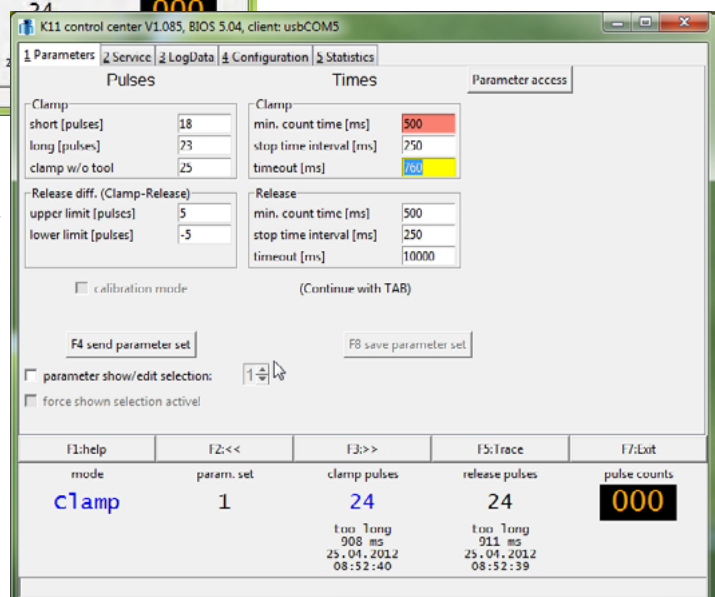 24
000
K11 control center V1.085, BIOS 5.04, client: usbCOM5
1 Parameters 2 Service 3 LogData 4 Configuration 5 Statistics
Pulses Times Parameter access
Clamp Clamp
short [pulses] 18 min. count time [ms] 500
long [pulses] 23 stop time interval [ms] 250
clamp w/o tool 25 timeout [ms] 760
Release diff. (Clamp-Release) Release
upper limit [pulses] 5 min. count time [ms] 500
lower limit [pulses] -5 stop time interval [ms] 250
timeout [ms] 10000
calibration mode (Continue with TAB)
F4 send parameter set F8 save parameter set
parameter show/edit selection: 1
force shown selection active!
F1:help F2:<< F3:>> F5:Trace F7:Exit
mode param. set clamp pulses release pulses pulse counts
Clamp 1 24 24 000
too long too long
908 ms 911 ms
25.04.2012 25.04.2012
08:52:40 08:52:39